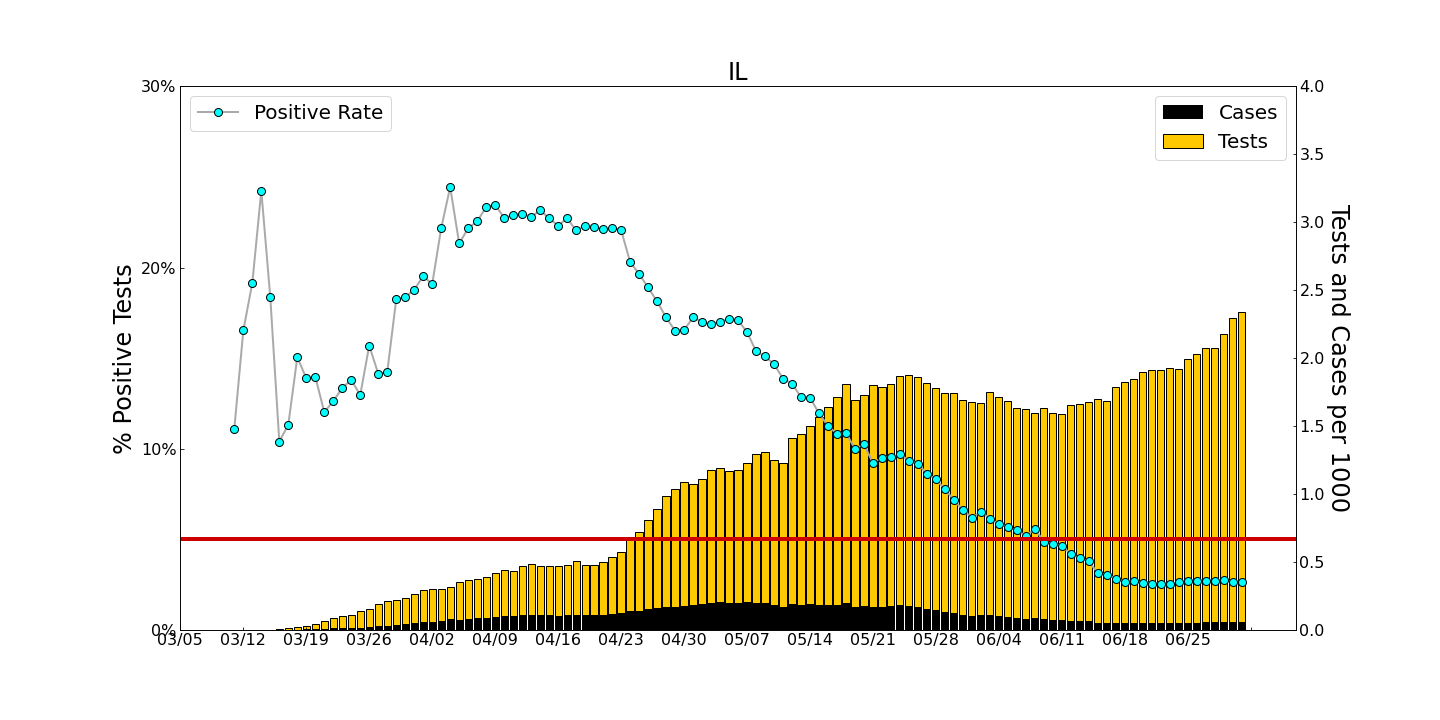 IL
30%
20%
10%
0%
% Positive Tests
Positive Rate
Cases
Tests
4.0
3.5
3.0
2.5
2.0
1.5
1.0
0.5
0.0
Tests and Cases per 1000
03/05 03/12 03/19 03/26 04/02 04/09 04/16 04/23 04/30 05/07 05/14 05/21 05/28 06/04 06/11 06/18 06/25